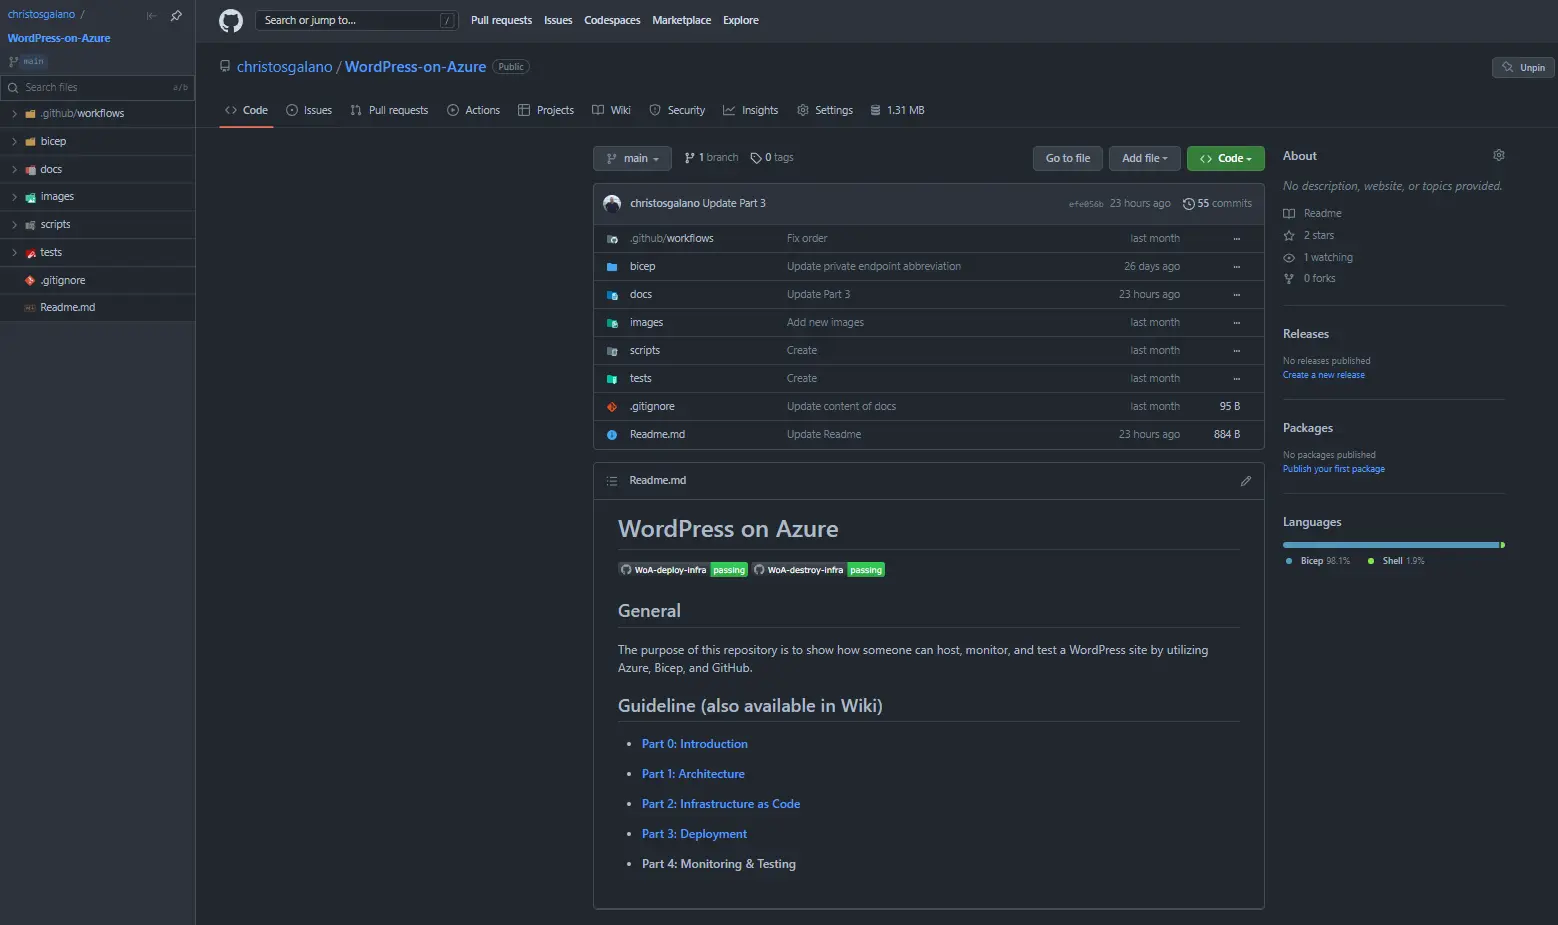 christosgalano /
WordPress-on-Azure
main
Search files a/b
.github/workflows
bicep
docs
images
scripts
tests
.gitignore
Readme.md
Search or jump to... /
Pull requests Issues Codespaces Marketplace Explore
christosgalano / WordPress-on-Azure Public
Unpin
Code Issues Pull requests Actions Projects Wiki Security Insights Settings 1.31 MB
main 1 branch 0 tags Go to file Add file Code
christosgalano Update Part 3 efe056b 23 hours ago 55 commits
.github/workflows Fix order last month
bicep Update private endpoint abbreviation 26 days ago
docs Update Part 3 23 hours ago
images Add new images last month
scripts Create last month
tests Create last month
.gitignore Update content of docs last month 95 B
Readme.md Update Readme 23 hours ago 884 B
Readme.md
WordPress on Azure
WoA-deploy-infra passing WoA-destroy-infra passing
General
The purpose of this repository is to show how someone can host, monitor, and test a WordPress site by utilizing
Azure, Bicep, and GitHub.
Guideline (also available in Wiki)
Part 0: Introduction
Part 1: Architecture
Part 2: Infrastructure as Code
Part 3: Deployment
Part 4: Monitoring & Testing
About
No description, website, or topics provided.
Readme
2 stars
1 watching
0 forks
Releases
No releases published
Create a new release
Packages
No packages published
Publish your first package
Languages
Bicep 98.1% Shell 1.9%